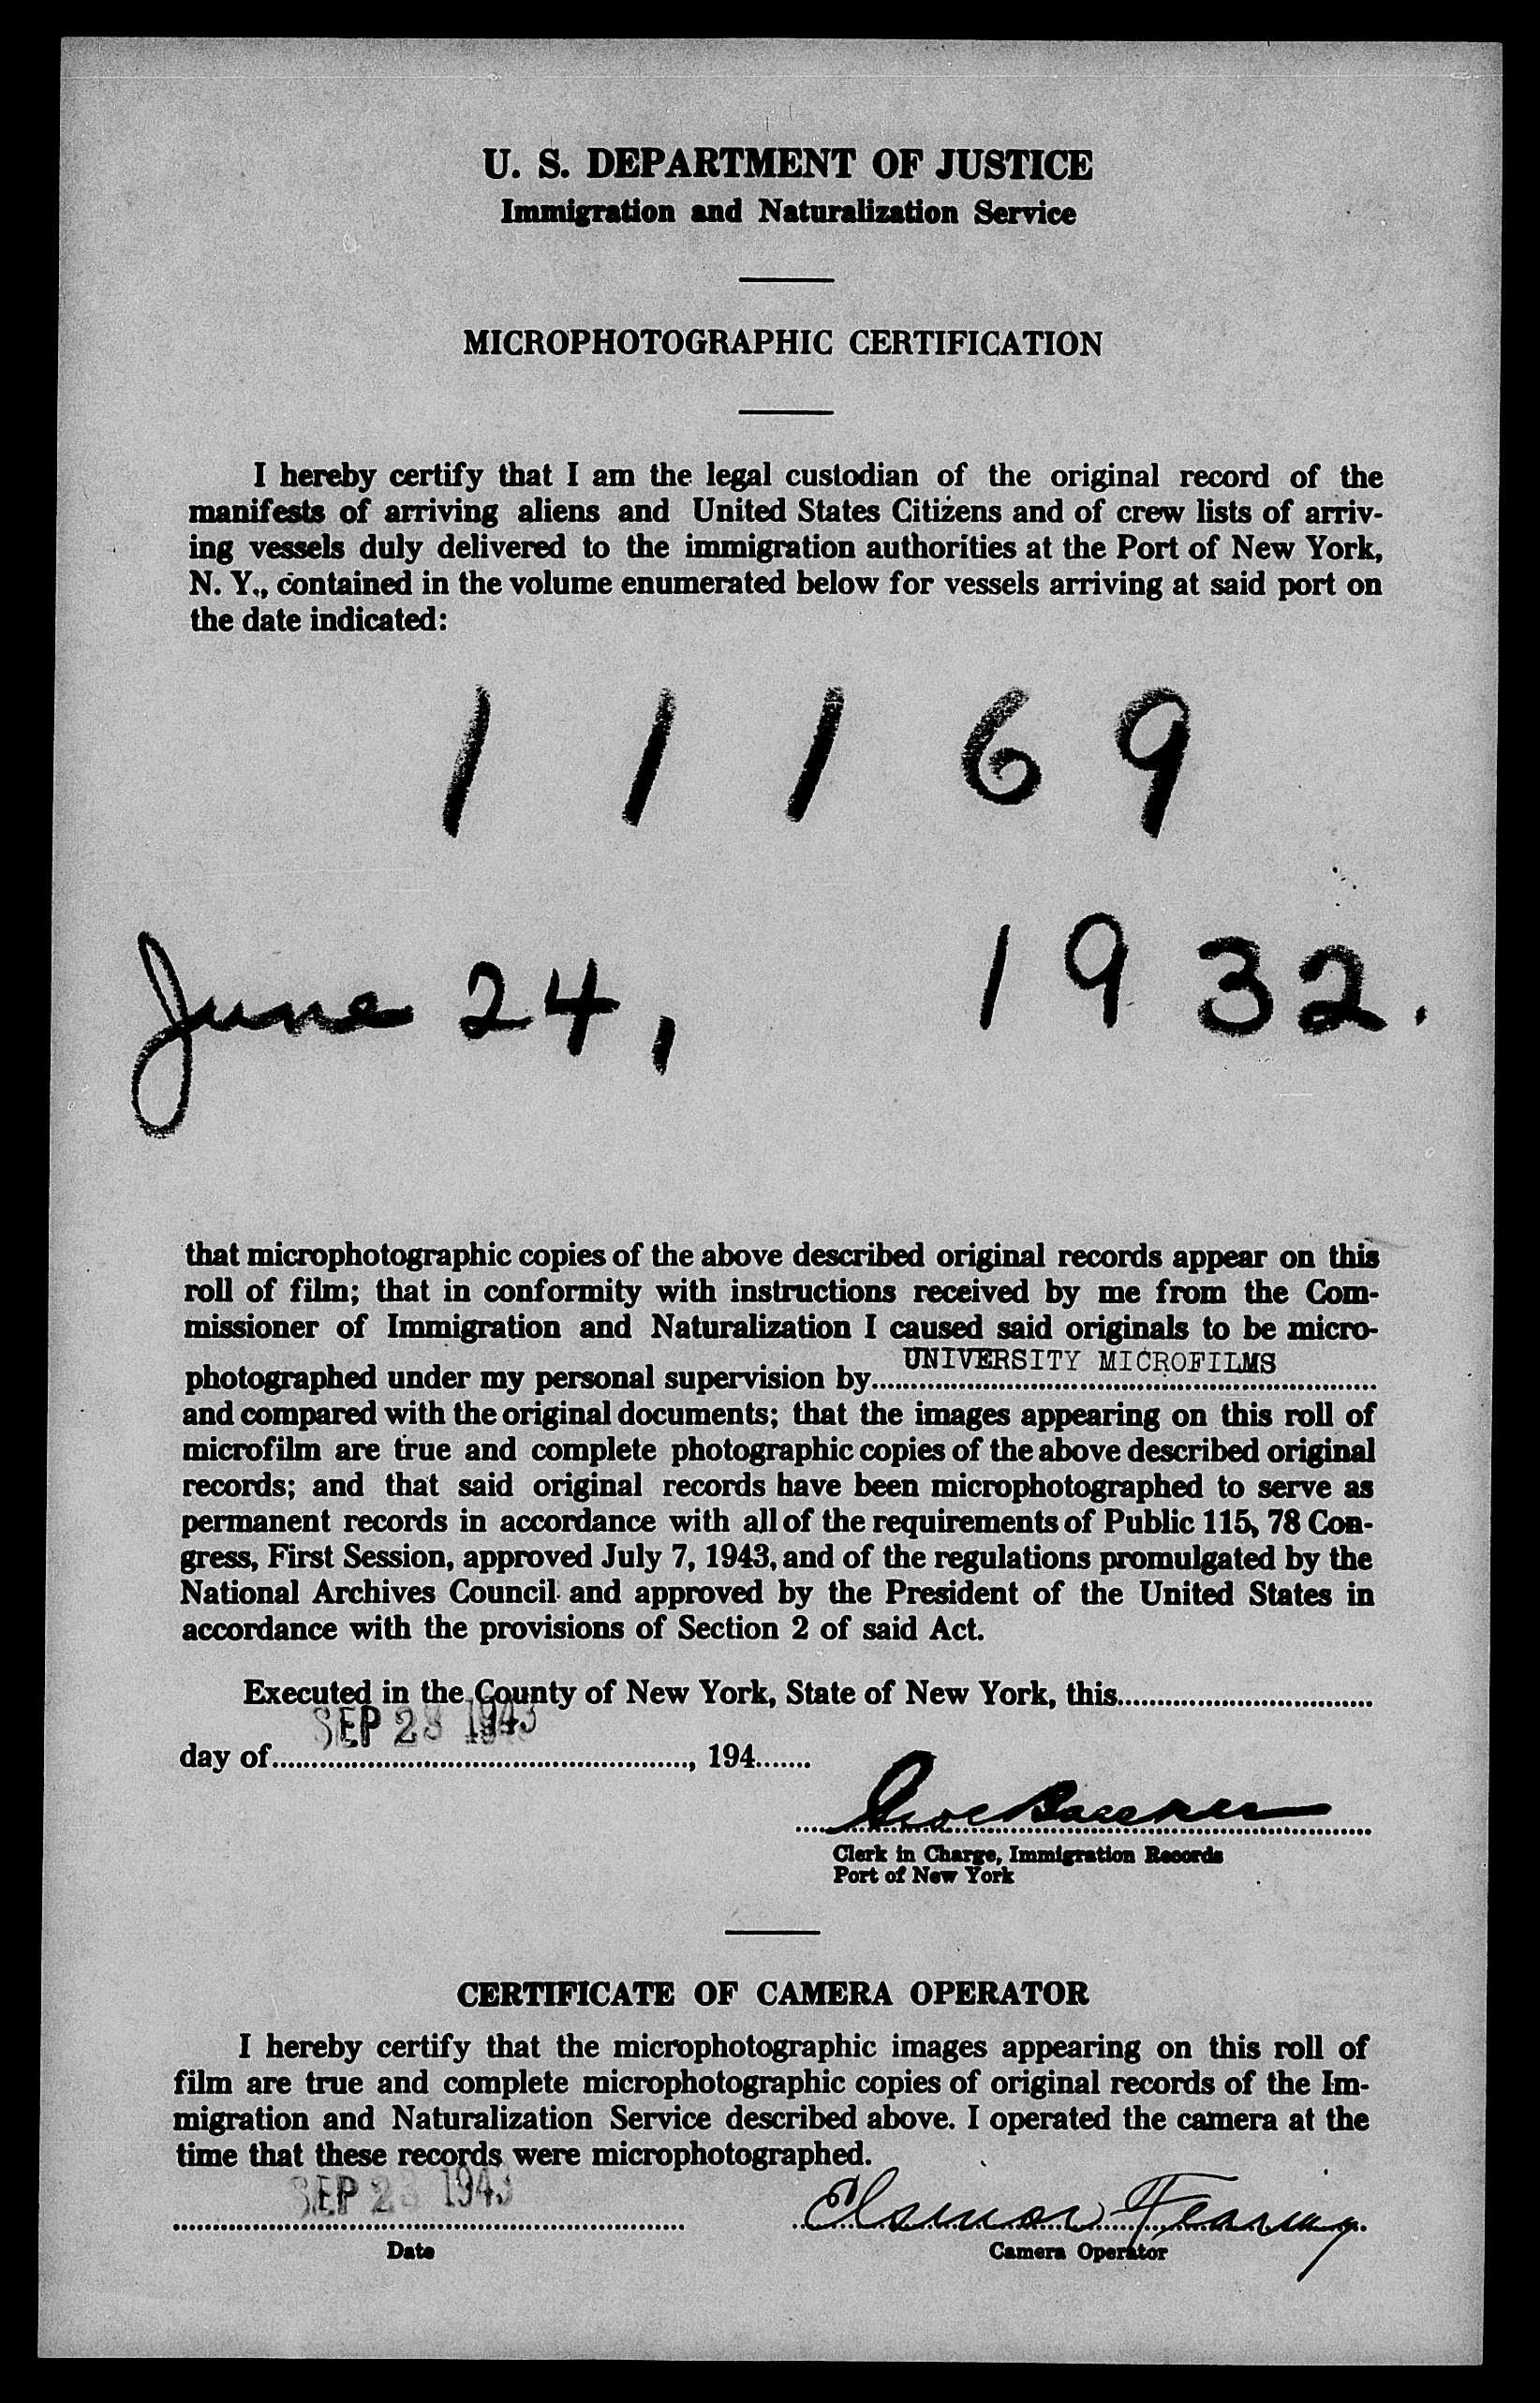 U. S. DEPARTMENT OF JUSTICE
Immigration and Naturalization Service
MICROPHOTOGRAPHIC CERTIFICATION
I hereby certify that I am the legal custodian of the original record of the
manifests of arriving aliens and United States Citizens and of crew lists of arriv-
ing vessels duly delivered to the immigration authorities at the Port of New York,
N. Y., contained in the volume enumerated below for vessels arriving at said port on
the date indicated:
1 1 1 6 9
June 24, 1932.
that microphotographic copies of the above described original records appear on this
roll of film; that in conformity with instructions received by me from the Com-
missioner of Immigration and Naturalization I caused said originals to be micro-
photographed under my personal supervision by UNIVERSITY MICROFILMS
and compared with the original documents; that the images appearing on this roll of
microfilm are true and complete photographic copies of the above described original
records; and that said original records have been microphotographed to serve as
permanent records in accordance with all of the requirements of Public 115, 78 Con-
gress, First Session, approved July 7, 1943, and of the regulations promulgated by the
National Archives Council and approved by the President of the United States in
accordance with the provisions of Section 2 of said Act.
Executed in the County of New York, State of New York, this
SEP 1943
day of , 194
Clerk in Charge, Immigration Records
Port of New York
CERTIFICATE OF CAMERA OPERATOR
I hereby certify that the microphotographic images appearing on this roll of
film are true and complete microphotographic copies of original records of the Im-
migration and Naturalization Service described above. I operated the camera at the
time that these records were microphotographed.
SEP 1943
Date
Camera Operator